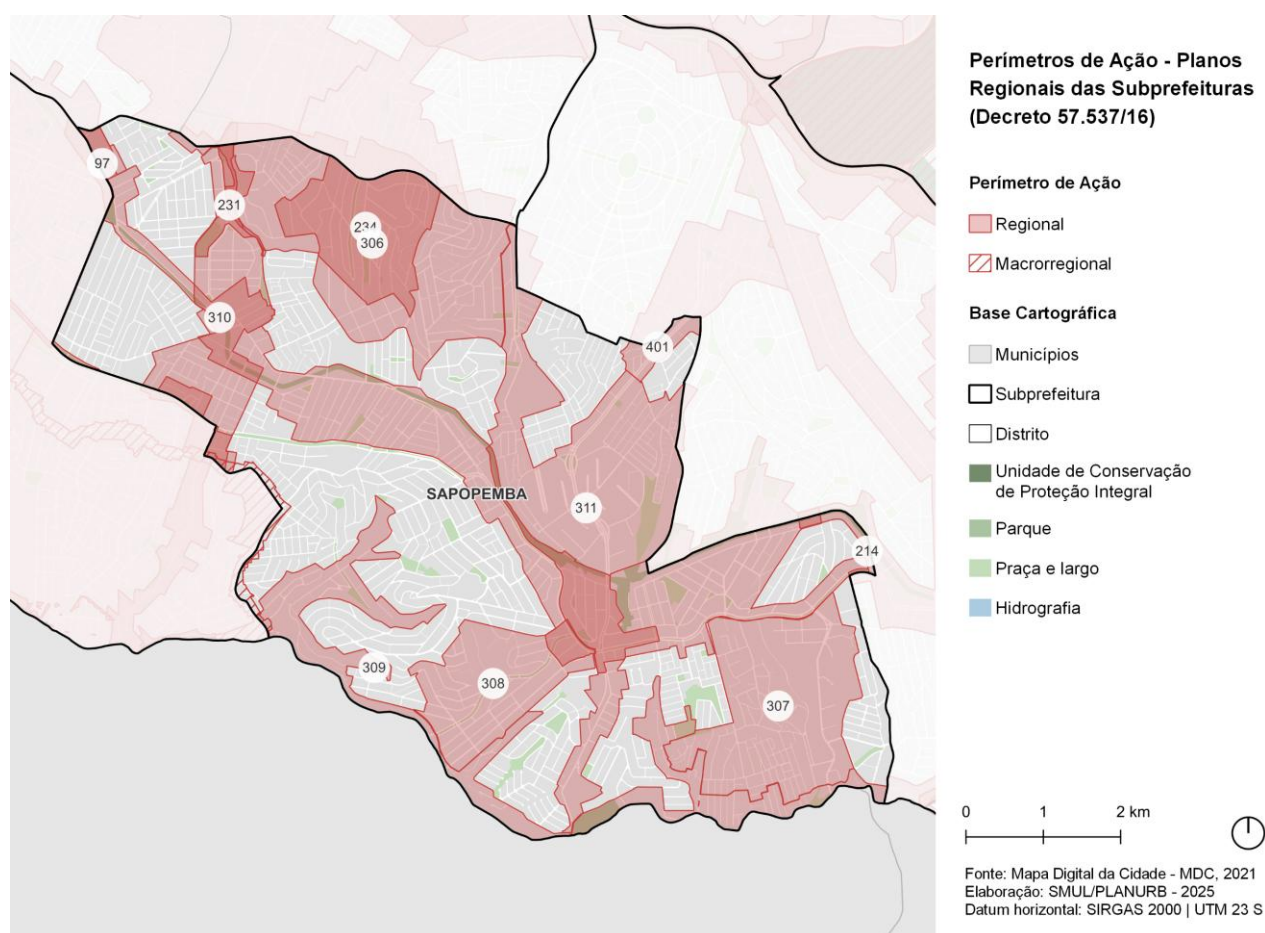 Perímetros de Ação - Planos
Regionais das Subprefeituras
(Decreto 57.537/16)
Perímetro de Ação
Regional
Macrorregional
Base Cartográfica
Municípios
Subprefeitura
Distrito
Unidade de Conservação
de Proteção Integral
Parque
Praça e largo
Hidrografia
97
231
234
306
310
401
SAPOPEMBA
311
214
309
308
307
0 1 2 km
Fonte: Mapa Digital da Cidade - MDC, 2021
Elaboração: SMUL/PLANURB - 2025
Datum horizontal: SIRGAS 2000 | UTM 23 S